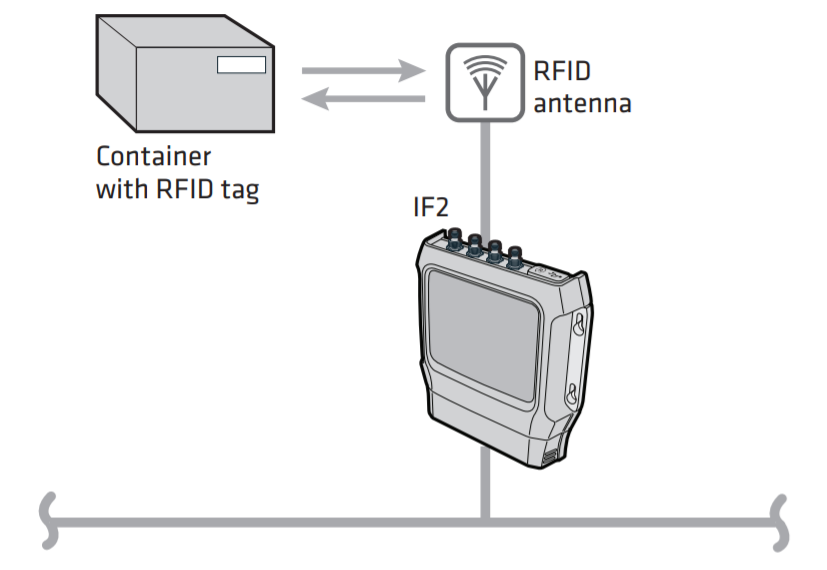 RFID
antenna
Container
with RFID tag
IF2